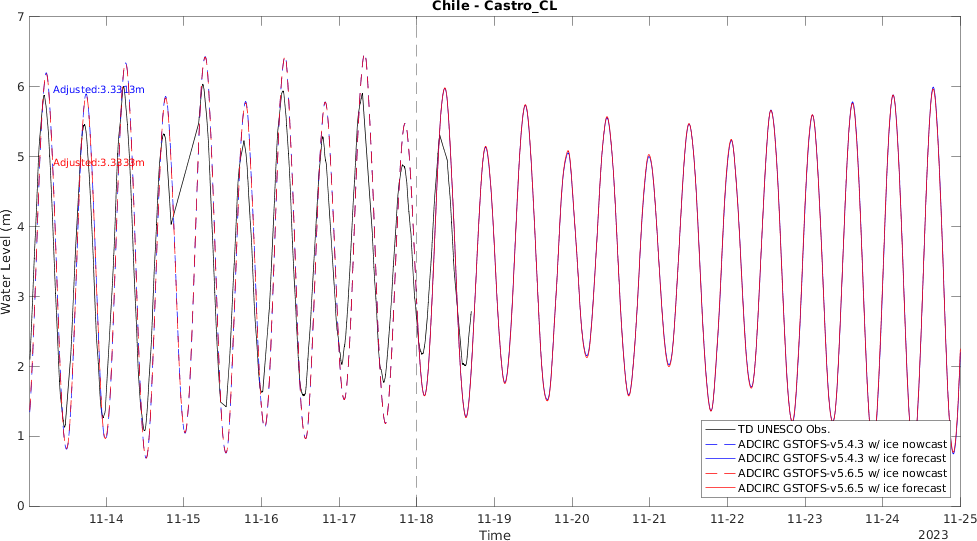 Chile - Castro_CL
7
6
5
4
3
2
1
0
Water Level (m)
Adjusted:3.3313m
Adjusted:3.3333m
TD UNESCO Obs.
ADCIRC GSTOFS-v5.4.3 w/ ice nowcast
ADCIRC GSTOFS-v5.4.3 w/ ice forecast
ADCIRC GSTOFS-v5.6.5 w/ ice nowcast
ADCIRC GSTOFS-v5.6.5 w/ ice forecast
11-14 11-15 11-16 11-17 11-18 11-19 11-20 11-21 11-22 11-23 11-24 11-25
Time
2023